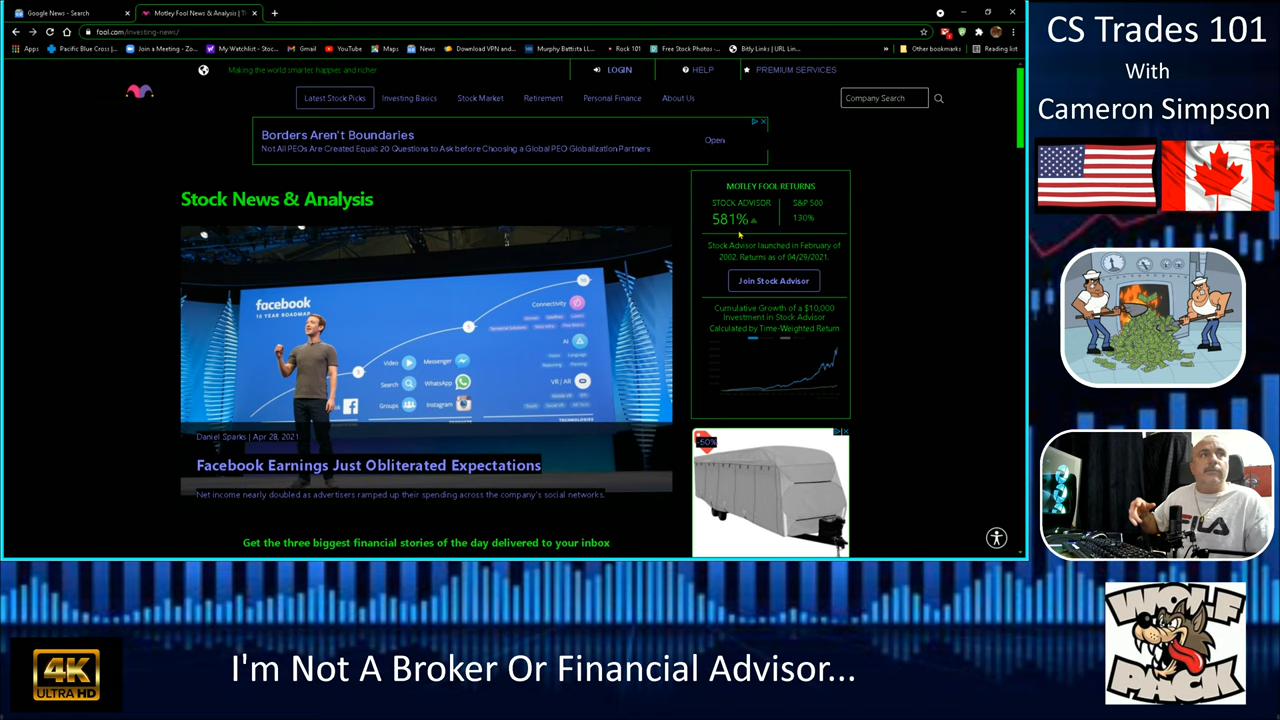 Google News - Search
Motley Fool News & Analysis | Th
fool.com/investing-news/
Apps
Pacific Blue Cross |...
Join a Meeting - Zo...
My Watchlist - Stoc...
Gmail
YouTube
Maps
News
Download VPN and...
Murphy Battista LL...
Rock 101
Free Stock Photos -...
Bitly Links | URL Lin...
Other bookmarks
Reading list
Making the world smarter, happier, and richer
LOGIN
HELP
PREMIUM SERVICES
Latest Stock Picks
Investing Basics
Stock Market
Retirement
Personal Finance
About Us
Company Search
Borders Aren't Boundaries
Not All PEOs Are Created Equal: 20 Questions to Ask before Choosing a Global PEO Globalization Partners
Open
Stock News & Analysis
facebook
10 YEAR ROADMAP
Connectivity
AI
VR / AR
Video
Messenger
Search
WhatsApp
Groups
Instagram
TECHNOLOGIES
Daniel Sparks | Apr 28, 2021
Facebook Earnings Just Obliterated Expectations
Net income nearly doubled as advertisers ramped up their spending across the company's social networks.
Get the three biggest financial stories of the day delivered to your inbox
MOTLEY FOOL RETURNS
STOCK ADVISOR
S&P 500
581%
130%
Stock Advisor launched in February of
2002. Returns as of 04/29/2021.
Join Stock Advisor
Cumulative Growth of a $10,000
Investment in Stock Advisor
Calculated by Time-Weighted Return
-50%
CS Trades 101
With
Cameron Simpson
FILA
WOLF
PACK
4K
ULTRA HD
I'm Not A Broker Or Financial Advisor...